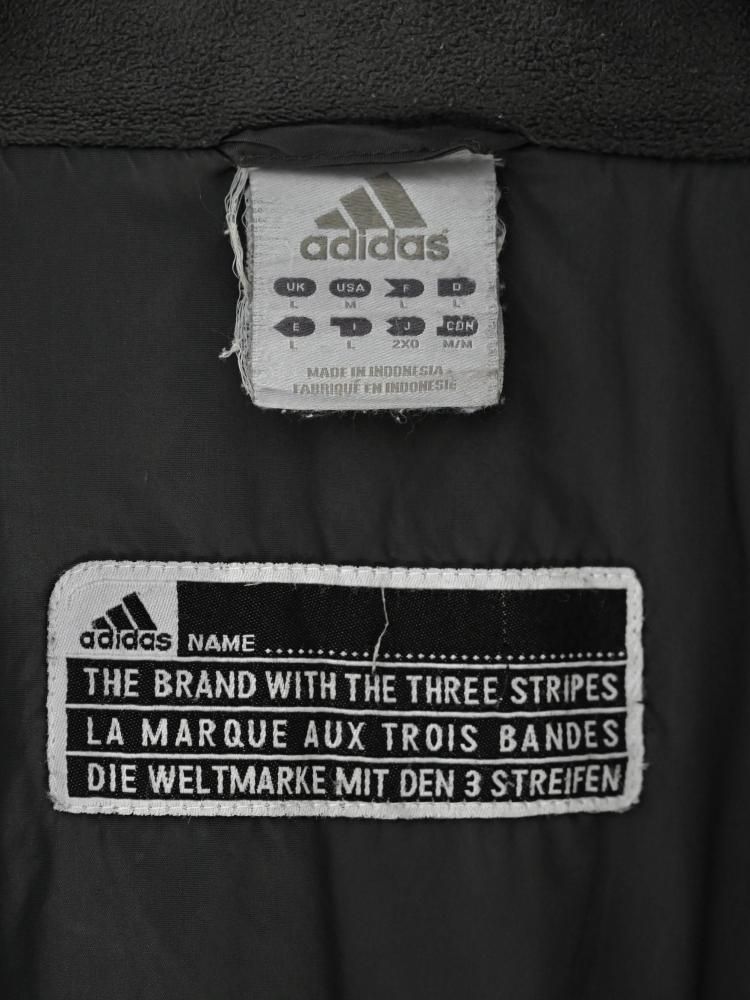 adidas
UK USA F D
L M L L
E I J CDN
L L 2XO M/M
MADE IN INDONESIA
FABRIQUÉ EN INDONESIE
adidas NAME
THE BRAND WITH THE THREE STRIPES
LA MARQUE AUX TROIS BANDES
DIE WELTMARKE MIT DEN 3 STREIFEN